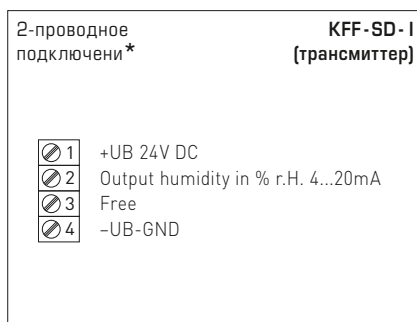 2-проводное
подключени*
KFF-SD-I
(трансмиттер)
1 +UB 24V DC
2 Output humidity in % r.H. 4...20mA
3 Free
4 –UB-GND